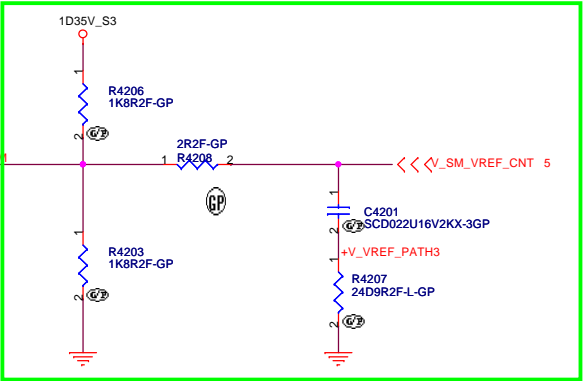 1D35V_S3
1
R4206
1K8R2F-GP
2
G/P
2R2F-GP
1
R4208
2
V_SM_VREF_CNT 5
GP
1
C4201
SCD022U16V2KX-3GP
2
G/P
+V_VREF_PATH3
1
R4203
1K8R2F-GP
2
G/P
1
R4207
24D9R2F-L-GP
2
G/P